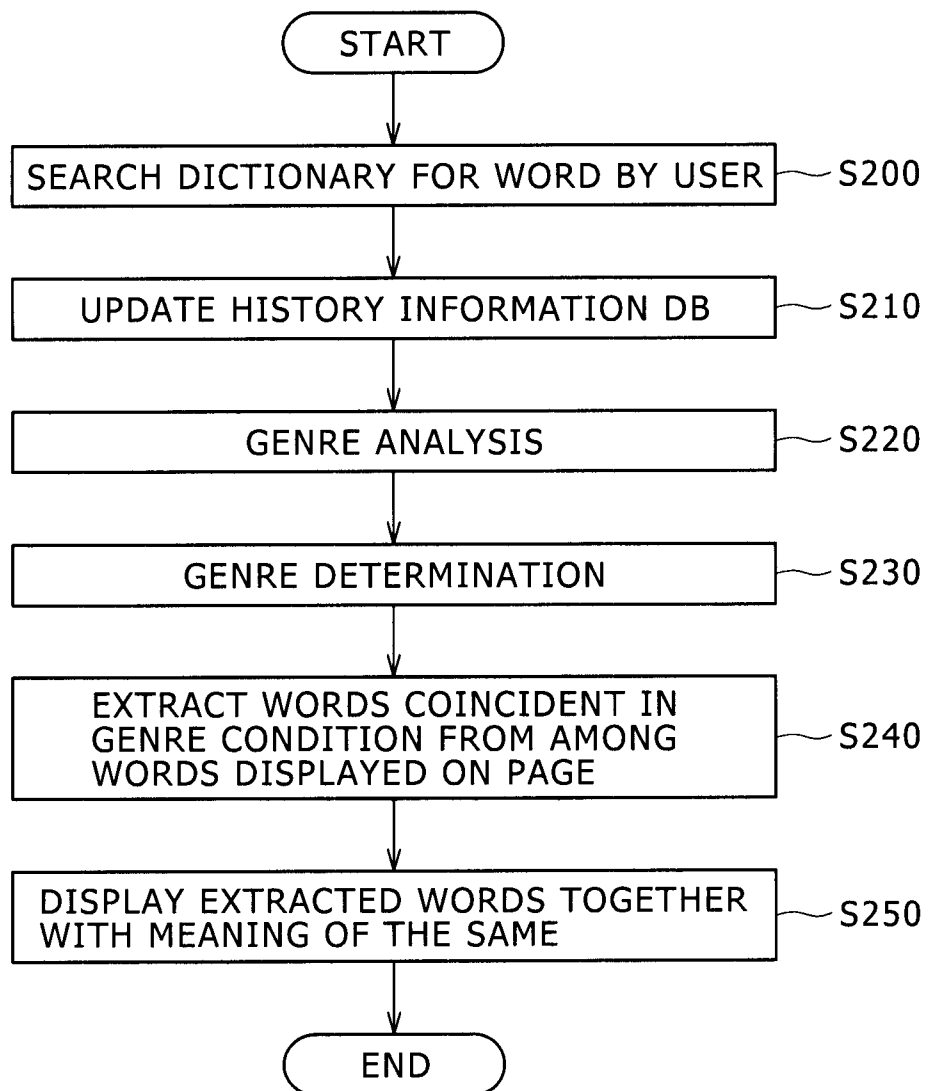 START
SEARCH DICTIONARY FOR WORD BY USER
S200
UPDATE HISTORY INFORMATION DB
S210
GENRE ANALYSIS
S220
GENRE DETERMINATION
S230
EXTRACT WORDS COINCIDENT IN
GENRE CONDITION FROM AMONG
WORDS DISPLAYED ON PAGE
S240
DISPLAY EXTRACTED WORDS TOGETHER
WITH MEANING OF THE SAME
S250
END